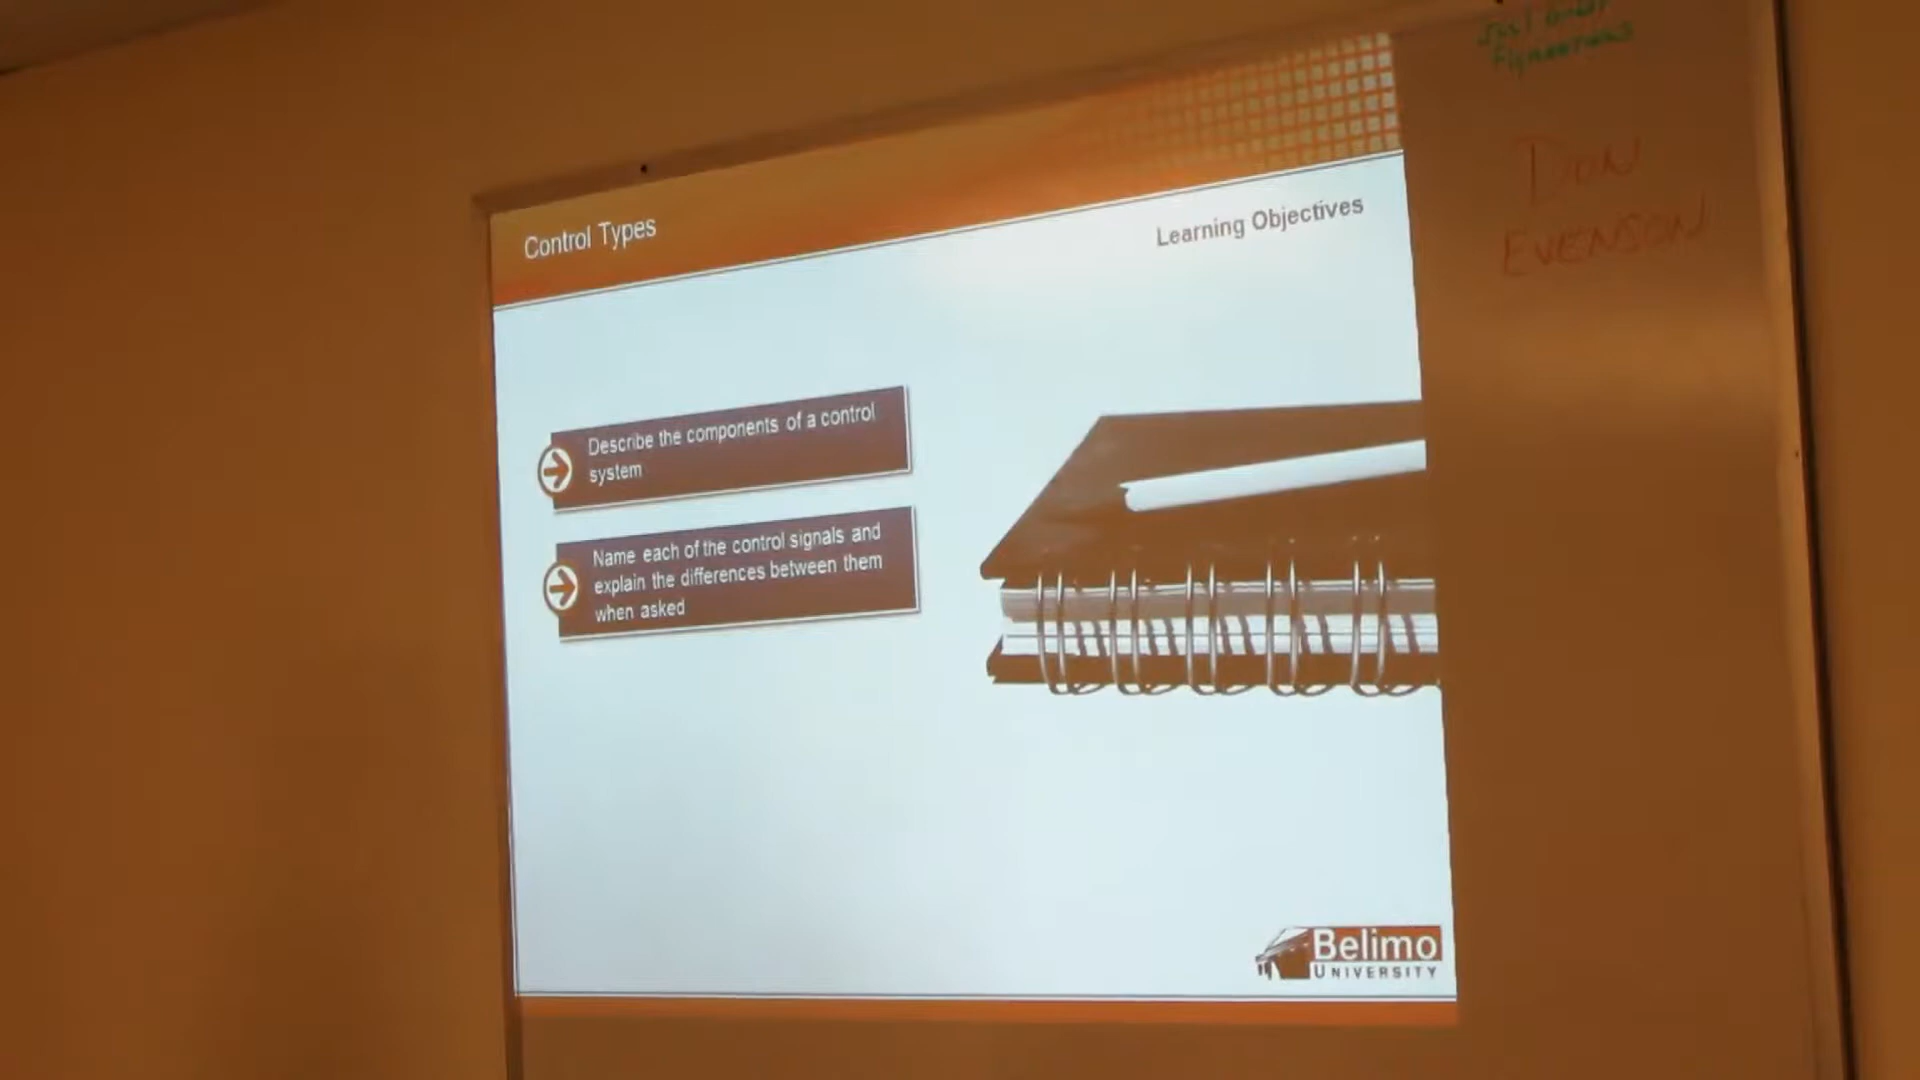 DON
EVENSON
Control Types
Learning Objectives
Describe the components of a control
system
Name each of the control signals and
explain the differences between them
when asked
Belimo
UNIVERSITY